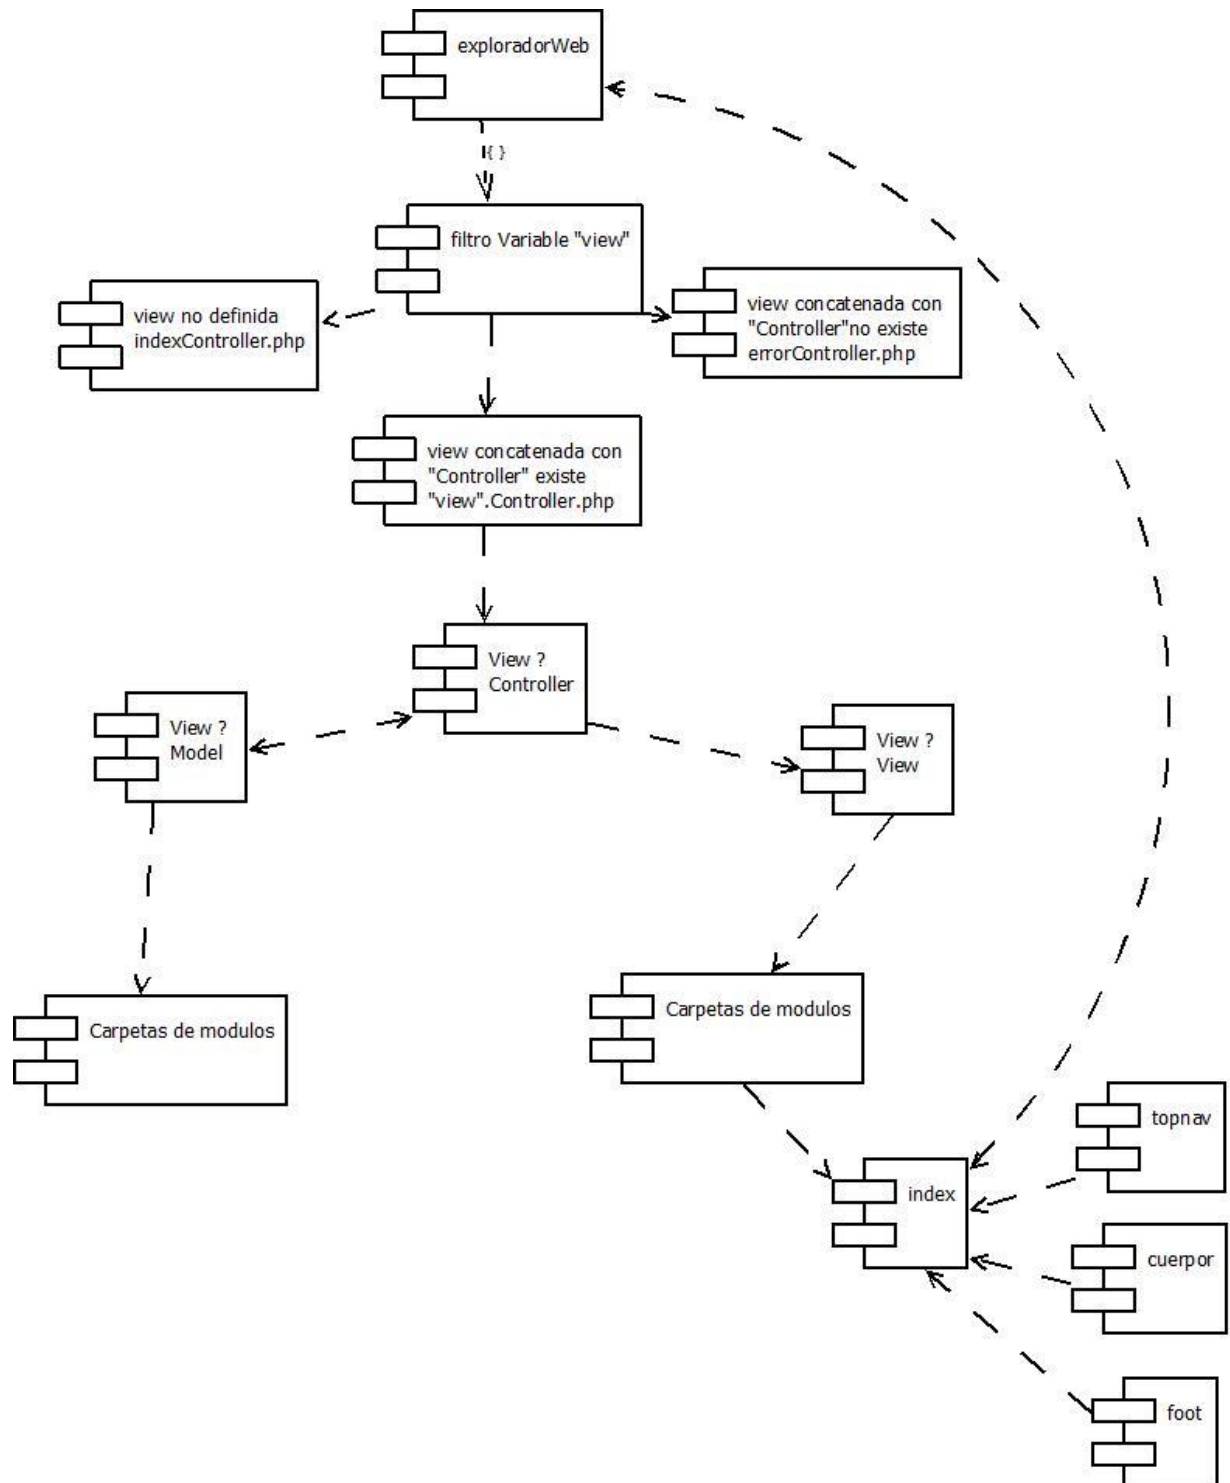 exploradorWeb
{ }
filtro Variable "view"
view no definida
indexController.php
view concatenada con
"Controller"no existe
errorController.php
view concatenada con
"Controller" existe
"view".Controller.php
View ?
Controller
View ?
Model
View ?
View
Carpetas de modulos
Carpetas de modulos
topnav
index
cuerpor
foot